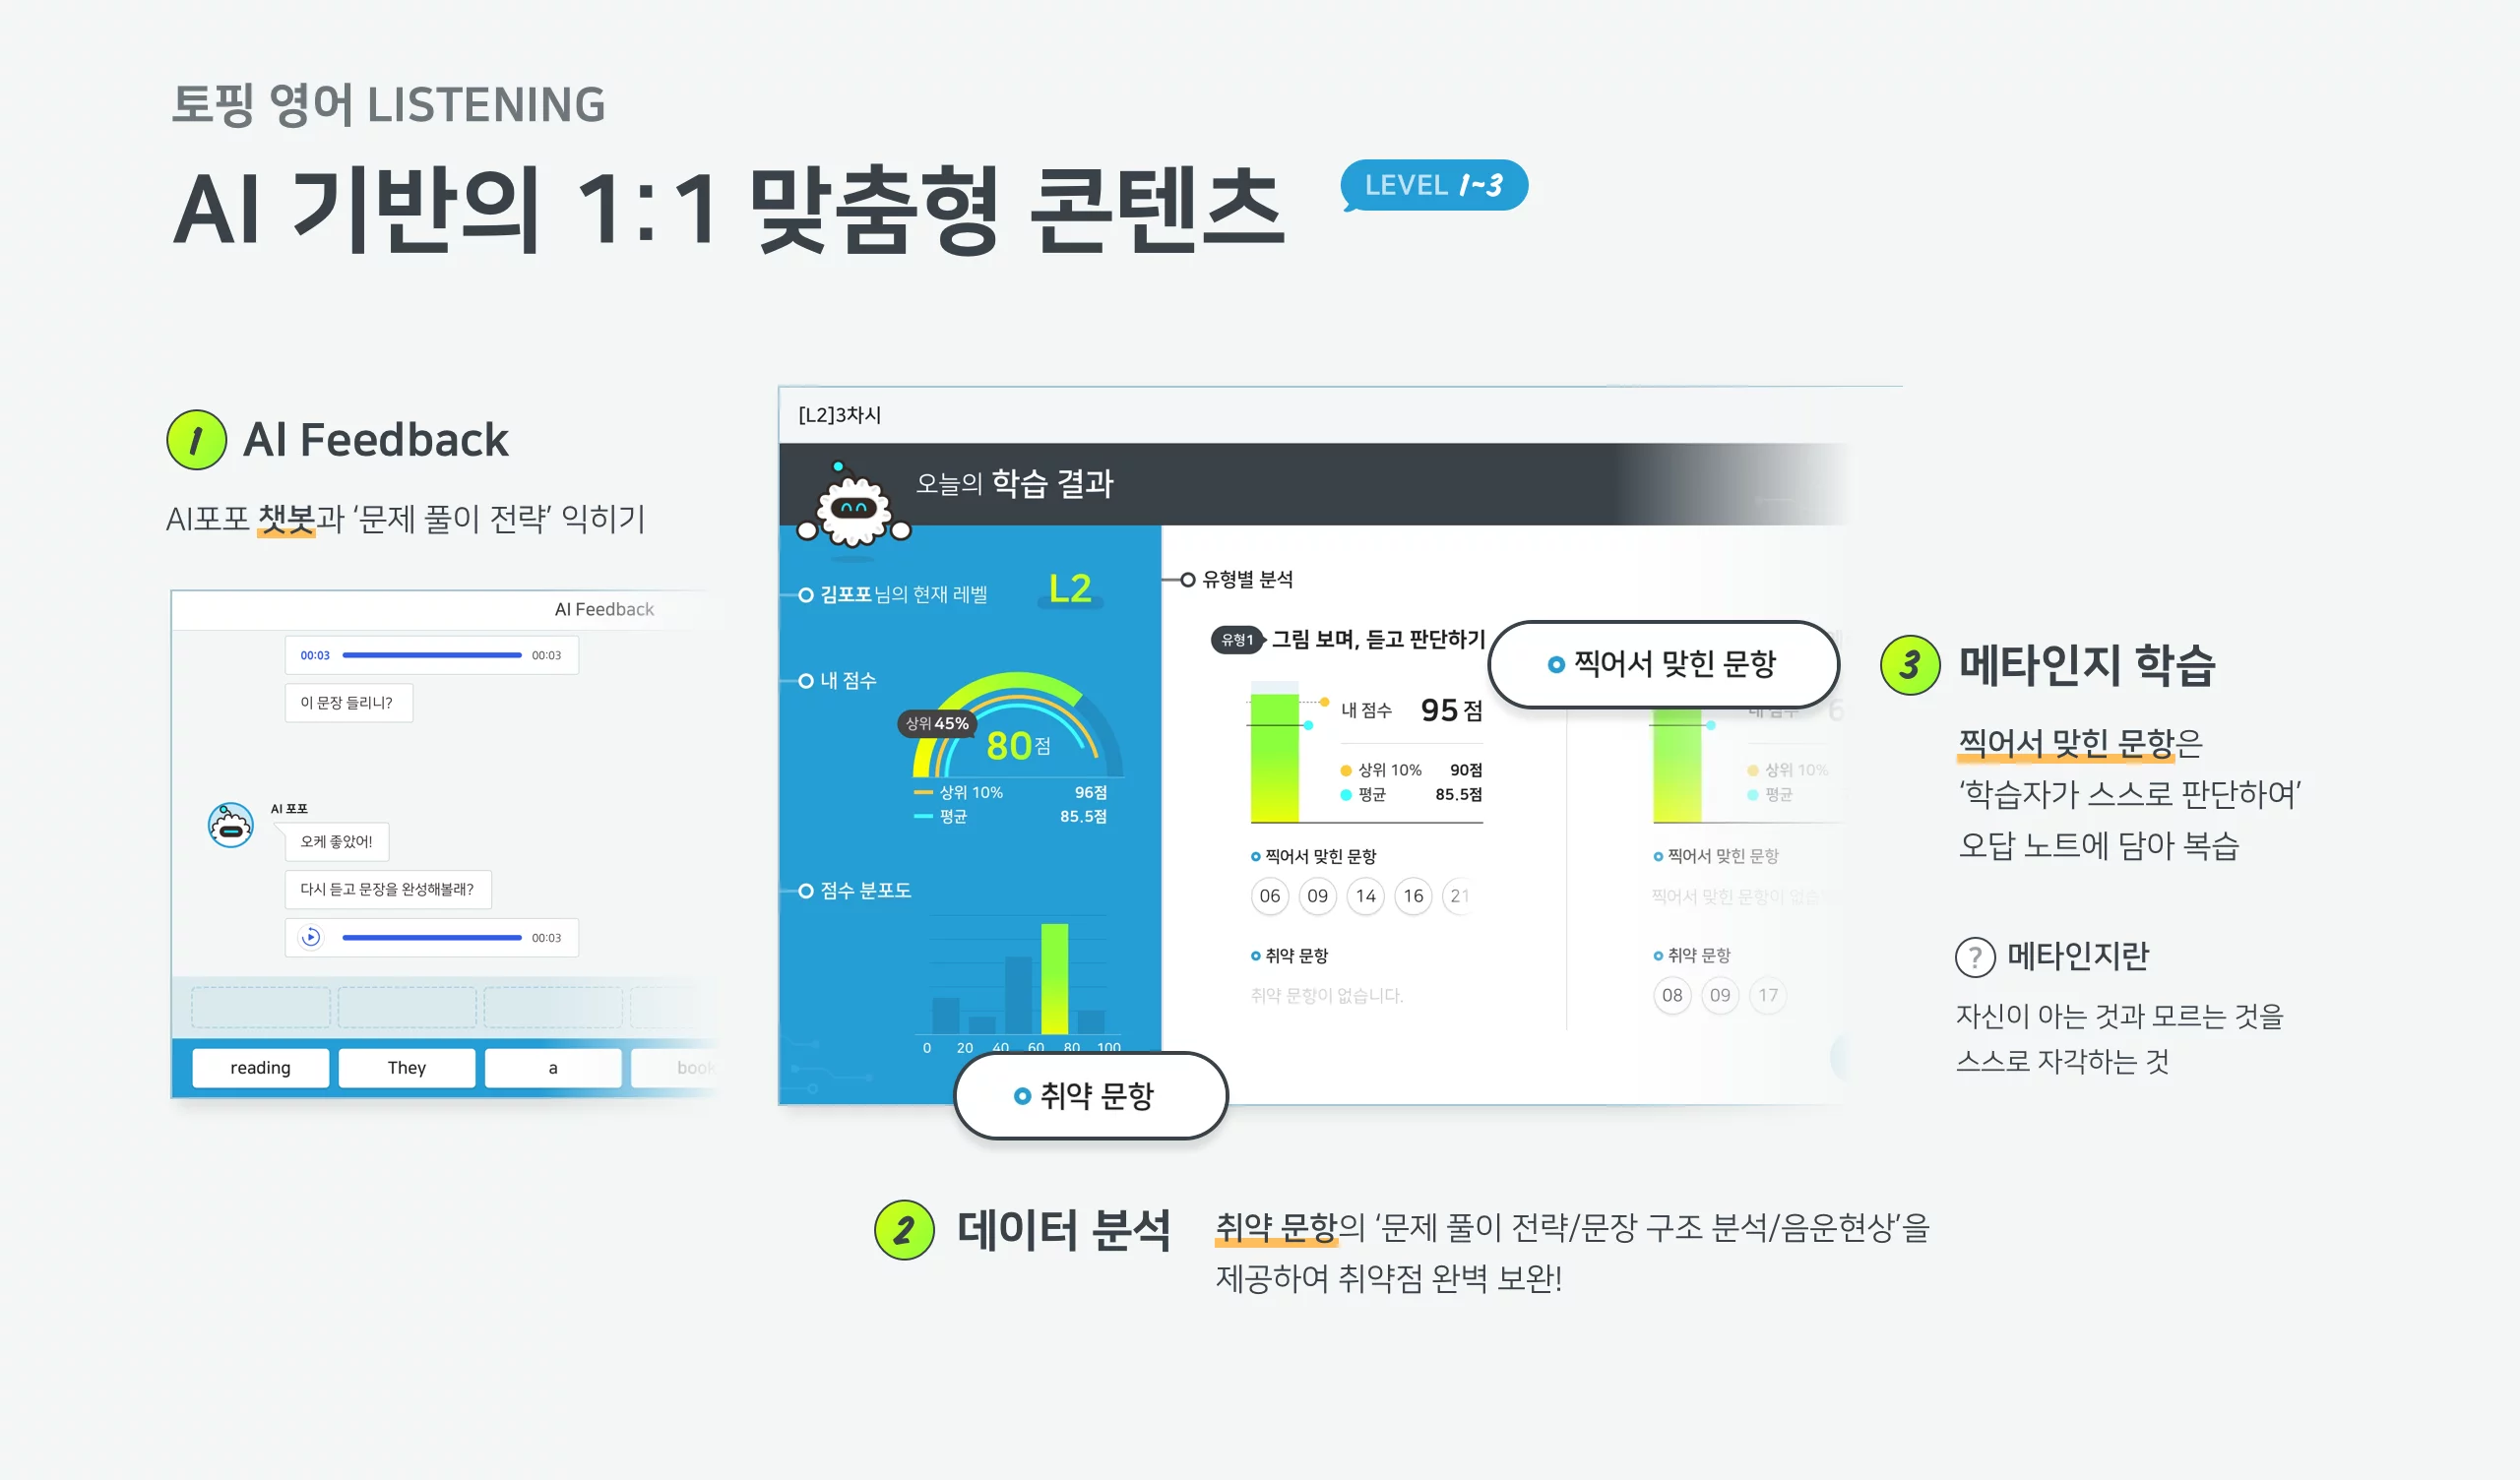 토핑 영어 LISTENING
AI 기반의 1:1 맞춤형 콘텐츠
LEVEL 1~3
1 AI Feedback
AI포포 챗봇과 ‘문제 풀이 전략’ 익히기
AI Feedback
00:03 00:03
이 문장 들리니?
AI 포포
오케 좋았어!
다시 듣고 문장을 완성해볼래?
00:03
reading They a book
[L2]3차시
오늘의 학습 결과
김포포님의 현재 레벨 L2
내 점수
상위 45%
80점
상위 10% 96점
평균 85.5점
점수 분포도
0 20 40 60 80 100
취약 문항
유형별 분석
유형1 그림 보며, 듣고 판단하기
내 점수 95점
상위 10% 90점
평균 85.5점
찍어서 맞힌 문항
06 09 14 16 21
취약 문항
취약 문항이 없습니다.
찍어서 맞힌 문항
내 점수 6
상위 10%
평균
찍어서 맞힌 문항
찍어서 맞힌 문항이
취약 문항
08 09 17
3 메타인지 학습
찍어서 맞힌 문항은
‘학습자가 스스로 판단하여’
오답 노트에 담아 복습
? 메타인지란
자신이 아는 것과 모르는 것을
스스로 자각하는 것
2 데이터 분석
취약 문항의 ‘문제 풀이 전략/문장 구조 분석/음운현상’을
제공하여 취약점 완벽 보완!